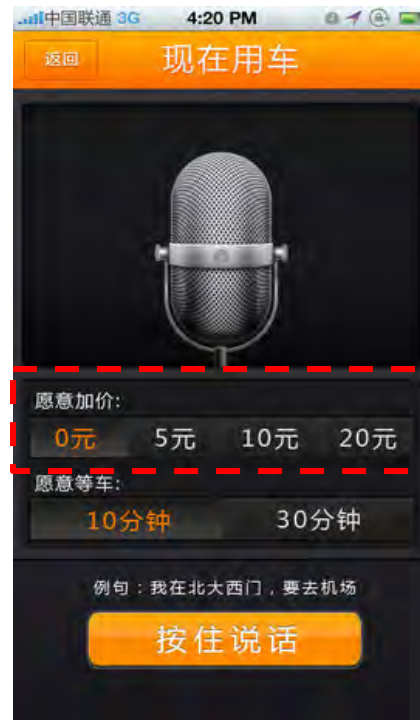 中国联通 3G 4:20 PM
返回 现在用车
愿意加价:
0元 5元 10元 20元
愿意等车:
10分钟 30分钟
例句：我在北大西门，要去机场
按住说话